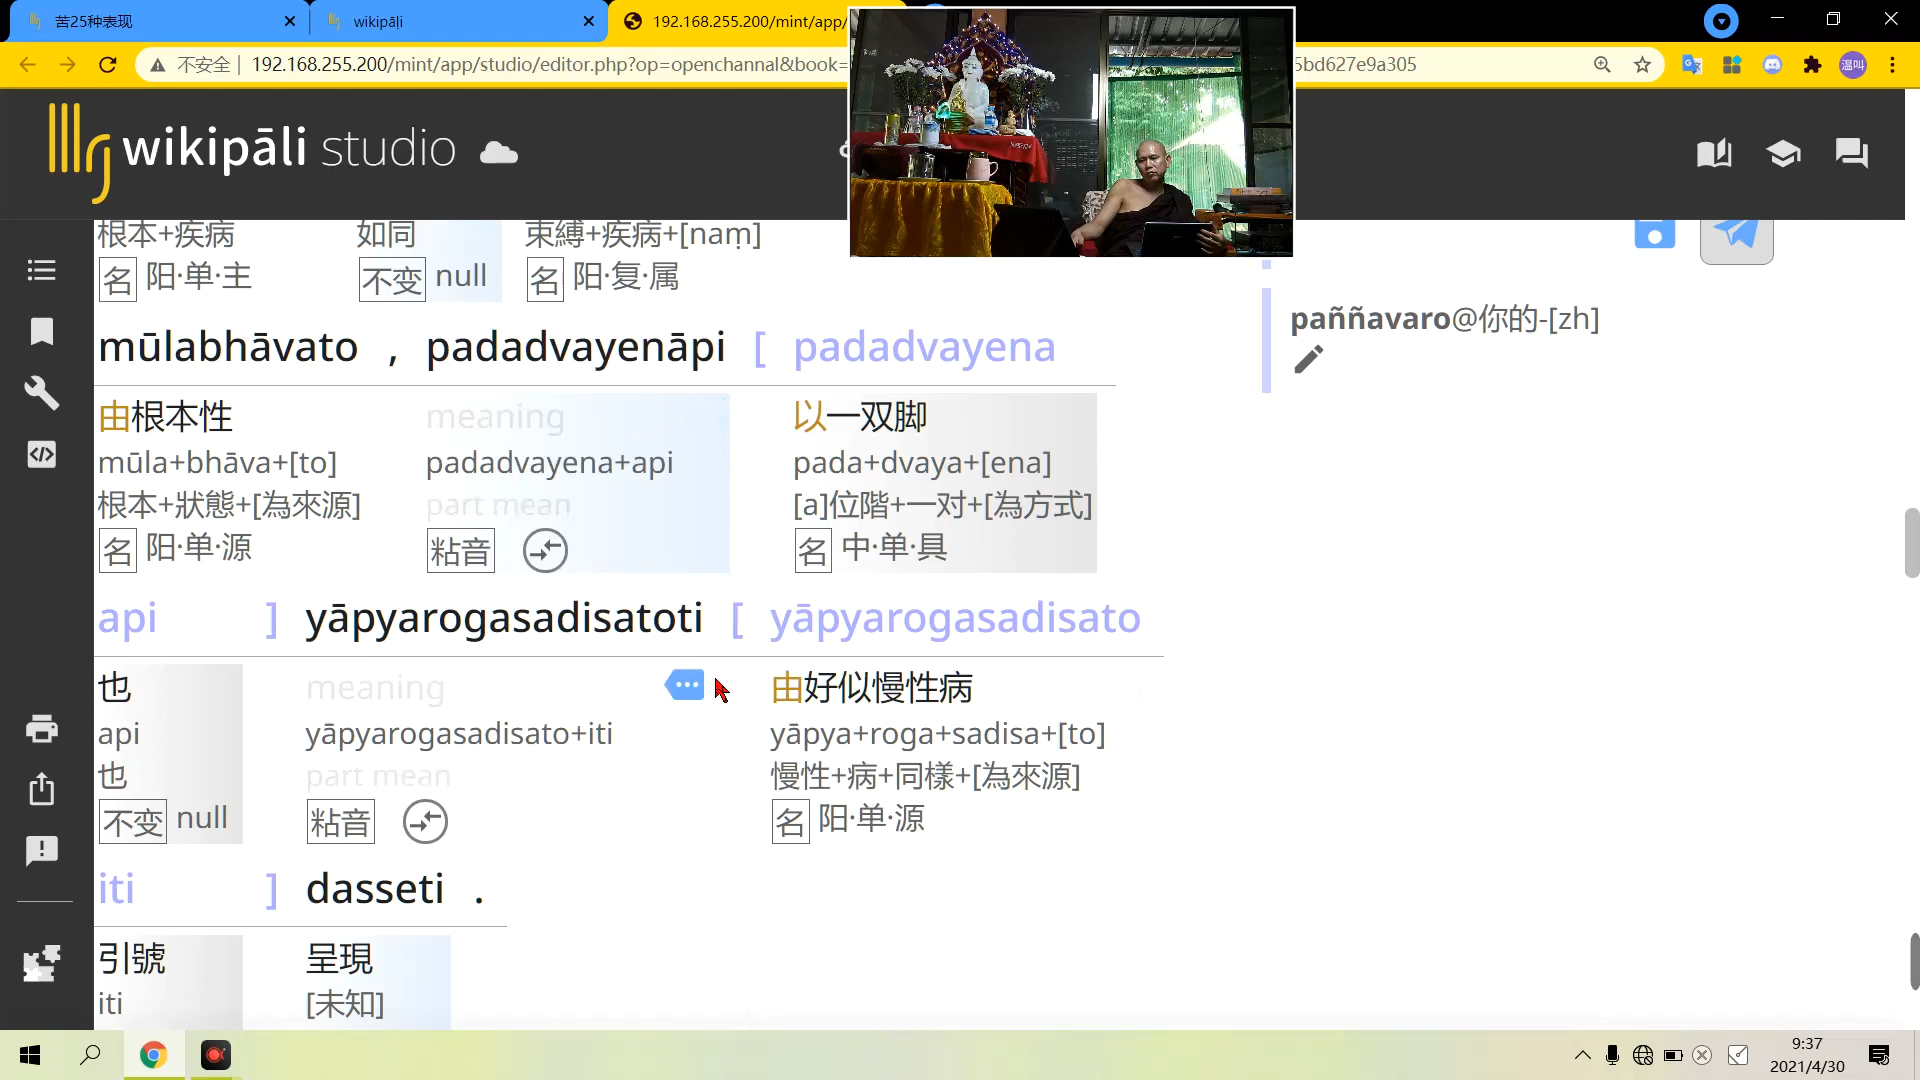 苦25种表现
wikipāḷi
192.168.255.200/mint/app/
不安全 | 192.168.255.200/mint/app/studio/editor.php?op=openchannal&book=
5bd627e9a305
温叫
wikipāli studio
根本+疾病 如同 束縛+疾病+[naṃ]
名 阳·单·主 不变 null 名 阳·复·属
paññavaro@你的-[zh]
mūlabhāvato , padadvayenāpi [ padadvayena
由根本性 meaning 以一双脚
mūla+bhāva+[to] padadvayena+api pada+dvaya+[ena]
根本+狀態+[為來源] part mean [a]位階+一对+[為方式]
名 阳·单·源 粘音 名 中·单·具
api ] yāpyarogasadisatoti [ yāpyarogasadisato
也 meaning 由好似慢性病
api yāpyarogasadisato+iti yāpya+roga+sadisa+[to]
也 part mean 慢性+病+同樣+[為來源]
不变 null 粘音 名 阳·单·源
iti ] dasseti .
引號 呈現
iti [未知]
9:37
2021/4/30